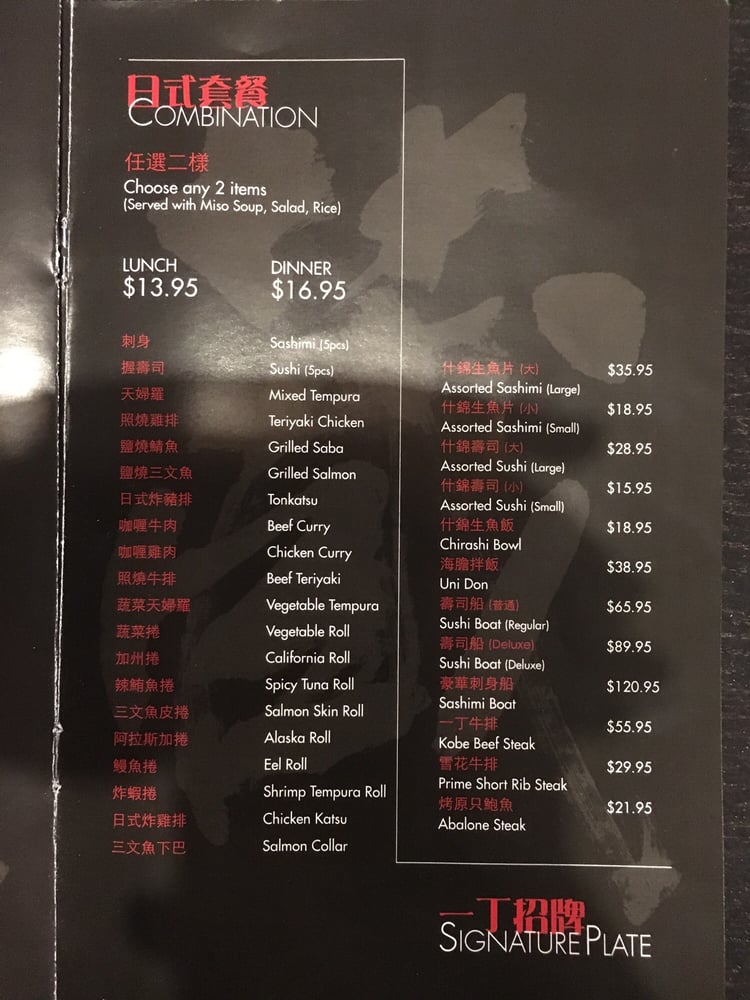 日式套餐
COMBINATION
任選二樣
Choose any 2 items
(Served with Miso Soup, Salad, Rice)
LUNCH DINNER
$13.95 $16.95
刺身 Sashimi (5pcs)
握壽司 Sushi (5pcs)
天婦羅 Mixed Tempura
照燒雞排 Teriyaki Chicken
鹽燒鯖魚 Grilled Saba
鹽燒三文魚 Grilled Salmon
日式炸豬排 Tonkatsu
咖喱牛肉 Beef Curry
咖喱雞肉 Chicken Curry
照燒牛排 Beef Teriyaki
蔬菜天婦羅 Vegetable Tempura
蔬菜捲 Vegetable Roll
加州捲 California Roll
辣鮪魚捲 Spicy Tuna Roll
三文魚皮捲 Salmon Skin Roll
阿拉斯加捲 Alaska Roll
鰻魚捲 Eel Roll
炸蝦捲 Shrimp Tempura Roll
日式炸雞排 Chicken Katsu
三文魚下巴 Salmon Collar
什錦生魚片 (大) $35.95
Assorted Sashimi (Large)
什錦生魚片 (小) $18.95
Assorted Sashimi (Small)
什錦壽司 (大) $28.95
Assorted Sushi (Large)
什錦壽司 (小) $15.95
Assorted Sushi (Small)
什錦生魚飯 $18.95
Chirashi Bowl
海膽拌飯 $38.95
Uni Don
壽司船 (普通) $65.95
Sushi Boat (Regular)
壽司船 (Deluxe) $89.95
Sushi Boat (Deluxe)
豪華刺身船 $120.95
Sashimi Boat
一丁牛排 $55.95
Kobe Beef Steak
雪花牛排 $29.95
Prime Short Rib Steak
烤原只鮑魚 $21.95
Abalone Steak
一丁招牌
SIGNATURE PLATE